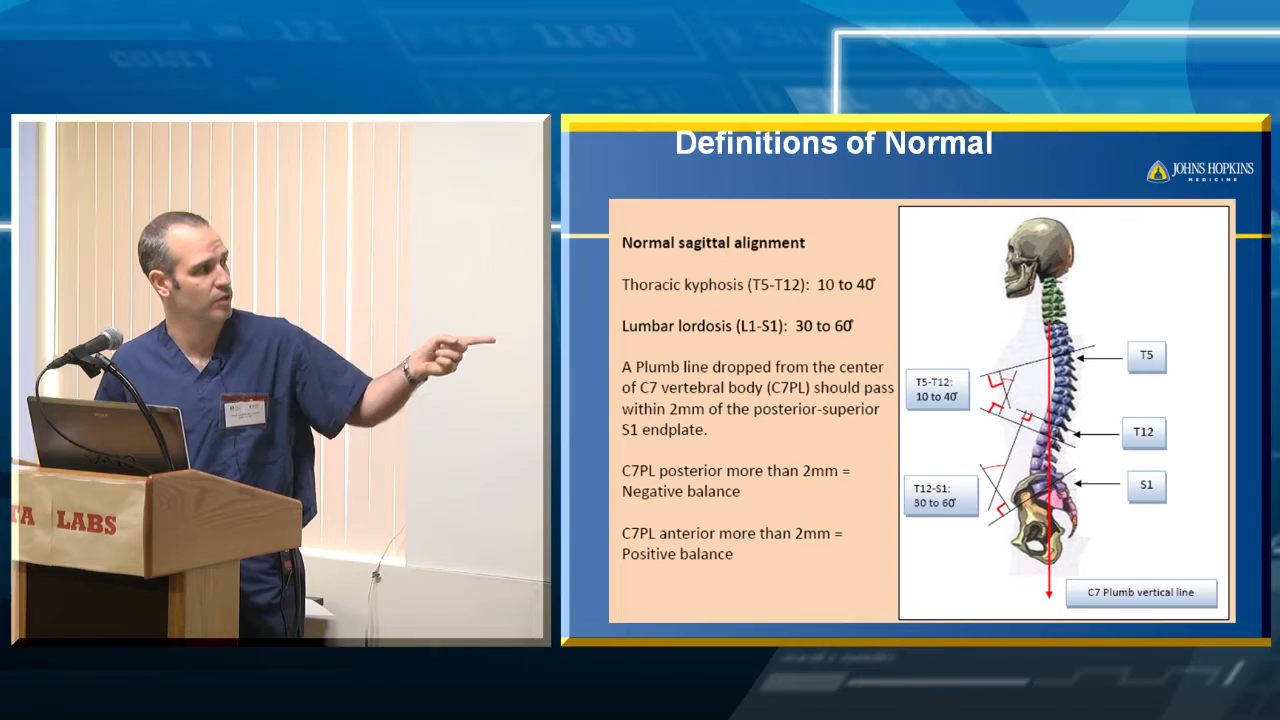 Definitions of Normal
JOHNS HOPKINS
MEDICINE
Normal sagittal alignment
Thoracic kyphosis (T5-T12): 10 to 40°
Lumbar lordosis (L1-S1): 30 to 60°
A Plumb line dropped from the center
of C7 vertebral body (C7PL) should pass
within 2mm of the posterior-superior
S1 endplate.
C7PL posterior more than 2mm =
Negative balance
C7PL anterior more than 2mm =
Positive balance
T5
T5-T12:
10 to 40°
T12
T12-S1:
30 to 60°
S1
C7 Plumb vertical line
LABS